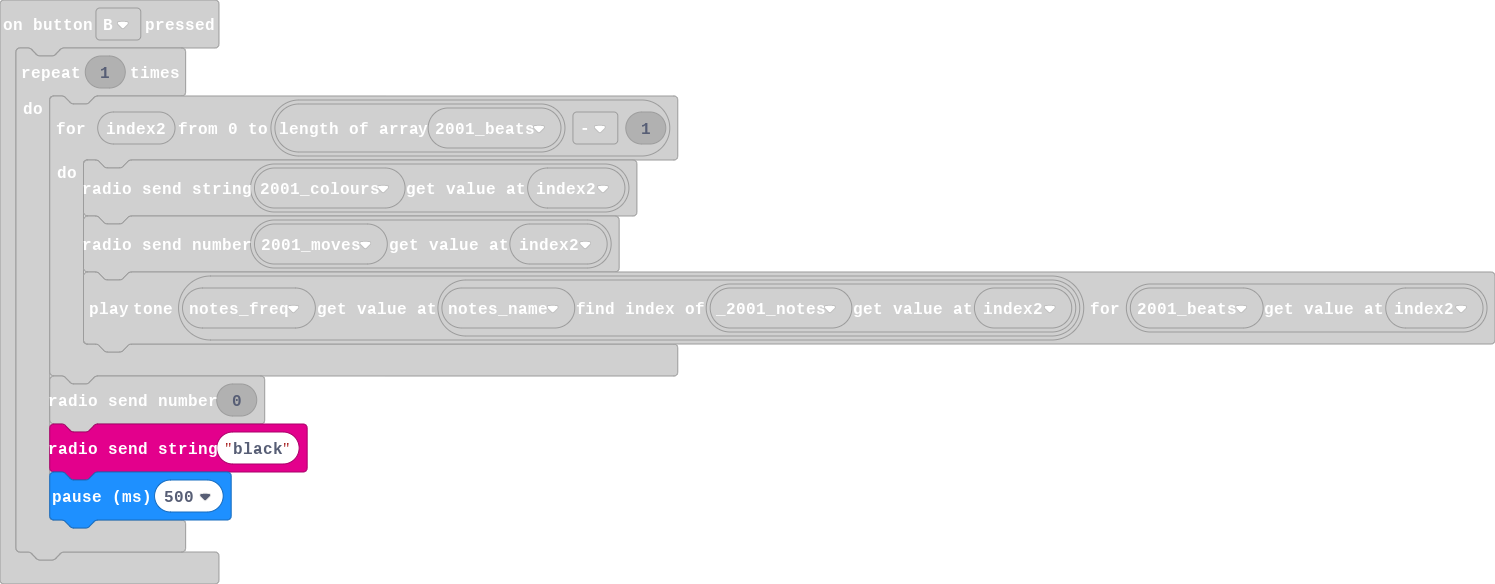 on button B pressed
repeat 1 times
do
for index2 from 0 to length of array 2001_beats - 1
do
radio send string 2001_colours get value at index2
radio send number 2001_moves get value at index2
play tone notes_freq get value at notes_name find index of _2001_notes get value at index2 for 2001_beats get value at index2
radio send number 0
radio send string "black"
pause (ms) 500